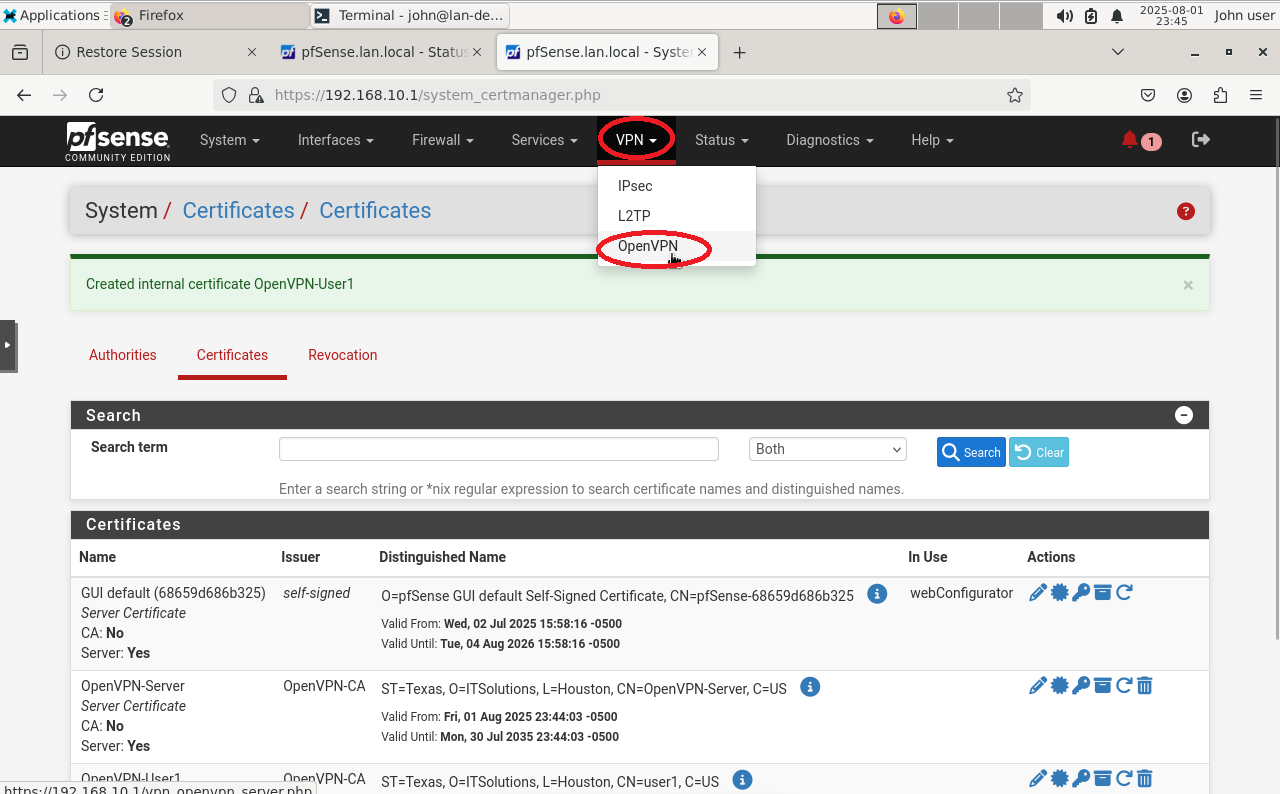 Applications
2
Firefox
Terminal - john@lan-de...
2025-08-01
23:45
John user
Restore Session
pfSense.lan.local - Status
pfSense.lan.local - System
https://192.168.10.1/system_certmanager.php
pfsense
COMMUNITY EDITION
System
Interfaces
Firewall
Services
VPN
Status
Diagnostics
Help
1
IPsec
L2TP
OpenVPN
System / Certificates / Certificates
?
Created internal certificate OpenVPN-User1
×
Authorities
Certificates
Revocation
Search
Search term
Both
Search
Clear
Enter a search string or *nix regular expression to search certificate names and distinguished names.
Certificates
Name Issuer Distinguished Name In Use Actions
GUI default (68659d686b325)
Server Certificate
CA: No
Server: Yes
self-signed
O=pfSense GUI default Self-Signed Certificate, CN=pfSense-68659d686b325
Valid From: Wed, 02 Jul 2025 15:58:16 -0500
Valid Until: Tue, 04 Aug 2026 15:58:16 -0500
webConfigurator
OpenVPN-Server
Server Certificate
CA: No
Server: Yes
OpenVPN-CA
ST=Texas, O=ITSolutions, L=Houston, CN=OpenVPN-Server, C=US
Valid From: Fri, 01 Aug 2025 23:44:03 -0500
Valid Until: Mon, 30 Jul 2035 23:44:03 -0500
OpenVPN-User1
OpenVPN-CA
ST=Texas, O=ITSolutions, L=Houston, CN=user1, C=US
https://192.168.10.1/vpn_openvpn_server.php